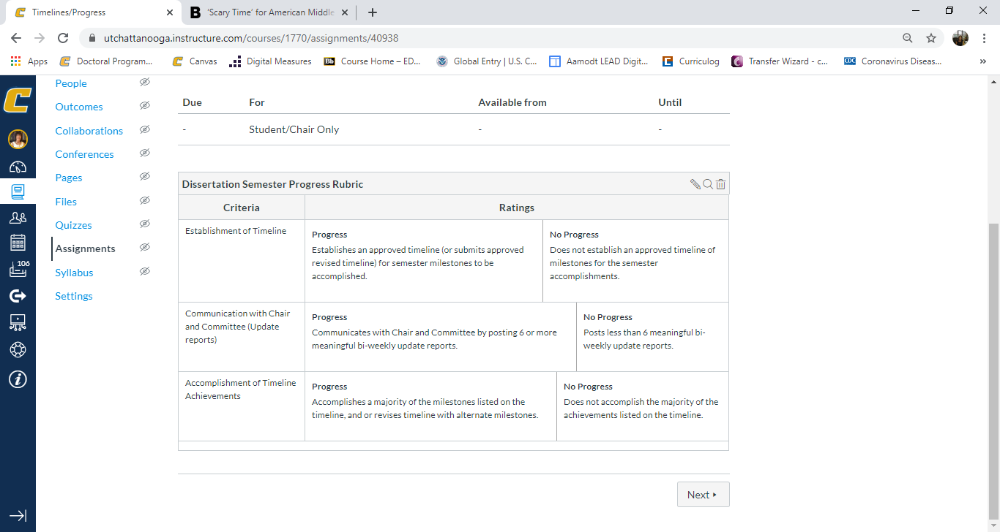 Timelines/Progress
'Scary Time' for American Middle
utchattanooga.instructure.com/courses/1770/assignments/40938
Apps
Doctoral Program...
Canvas
Digital Measures
Bb
Course Home – ED...
Global Entry | U.S. C...
Aamodt LEAD Digit...
Curriculog
Transfer Wizard - c...
CDC
Coronavirus Diseas...
»
C
106
People
Outcomes
Collaborations
Conferences
Pages
Files
Quizzes
Assignments
Syllabus
Settings
Due For Available from Until
- Student/Chair Only - -
Dissertation Semester Progress Rubric
Criteria Ratings
Establishment of Timeline
Progress
Establishes an approved timeline (or submits approved
revised timeline) for semester milestones to be
accomplished.
No Progress
Does not establish an approved timeline of
milestones for the semester
accomplishments.
Communication with Chair
and Committee (Update
reports)
Progress
Communicates with Chair and Committee by posting 6 or more
meaningful bi-weekly update reports.
No Progress
Posts less than 6 meaningful bi-
weekly update reports.
Accomplishment of Timeline
Achievements
Progress
Accomplishes a majority of the milestones listed on the
timeline, and or revises timeline with alternate milestones.
No Progress
Does not accomplish the majority of the
achievements listed on the timeline.
Next